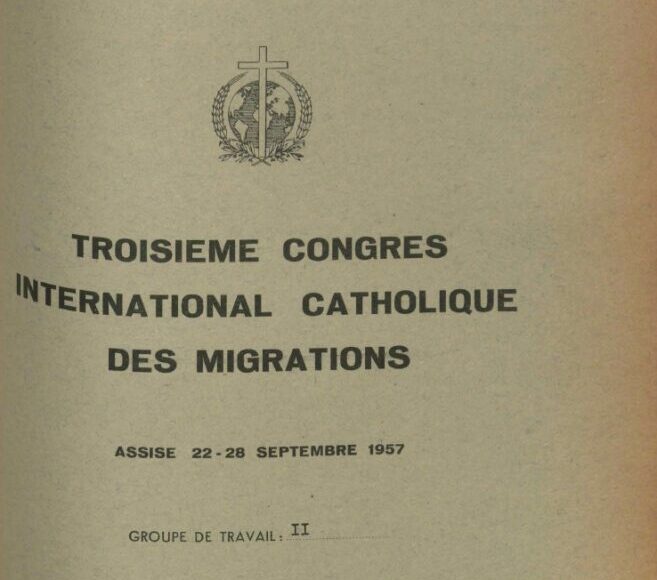 TROISIEME CONGRES
INTERNATIONAL CATHOLIQUE
DES MIGRATIONS
ASSISE 22-28 SEPTEMBRE 1957
GROUPE DE TRAVAIL: II